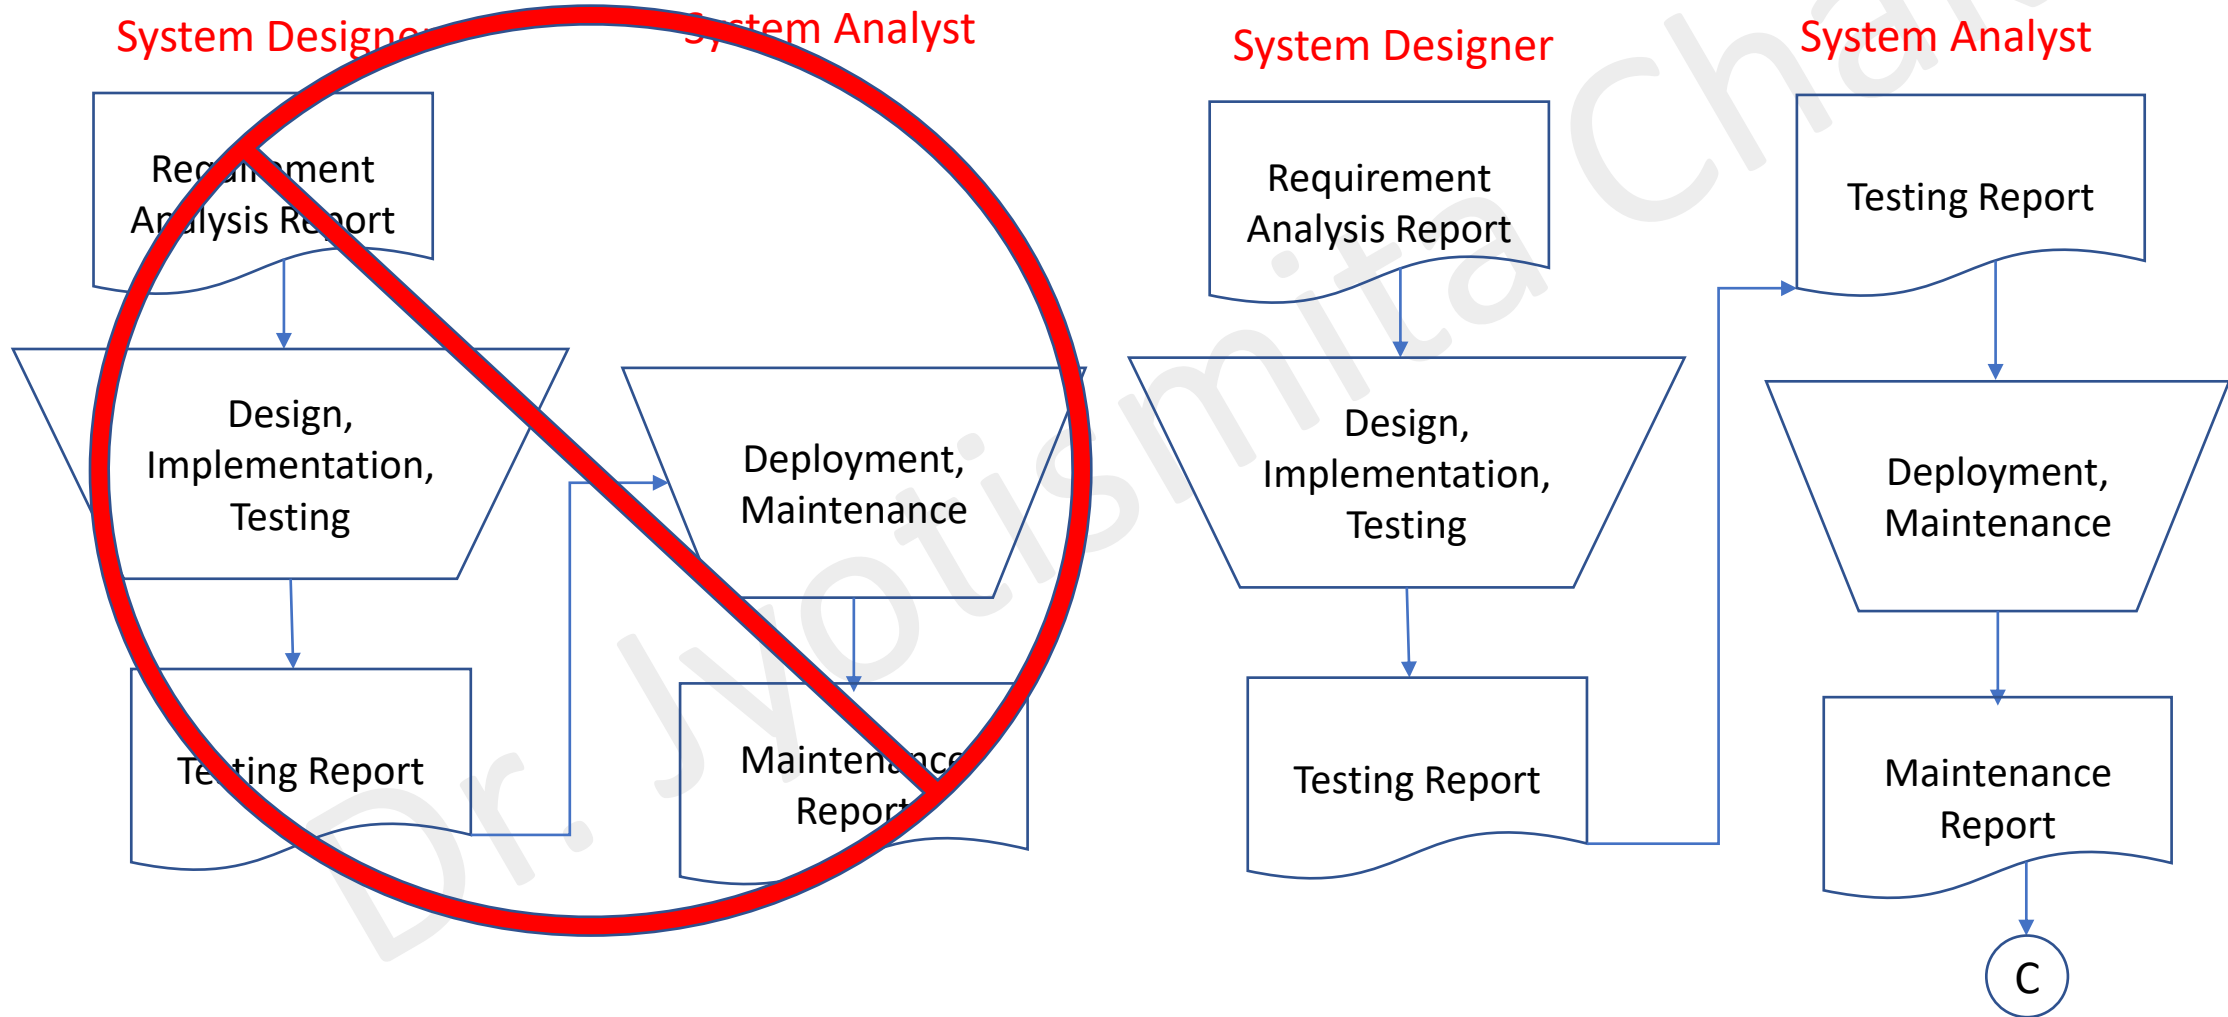 System Designer
System Analyst
Requirement
Analysis Report
Design,
Implementation,
Testing
Deployment,
Maintenance
Testing Report
Maintenance
Report
System Designer
System Analyst
Requirement
Analysis Report
Testing Report
Design,
Implementation,
Testing
Deployment,
Maintenance
Testing Report
Maintenance
Report
C
Dr. Jyotismita